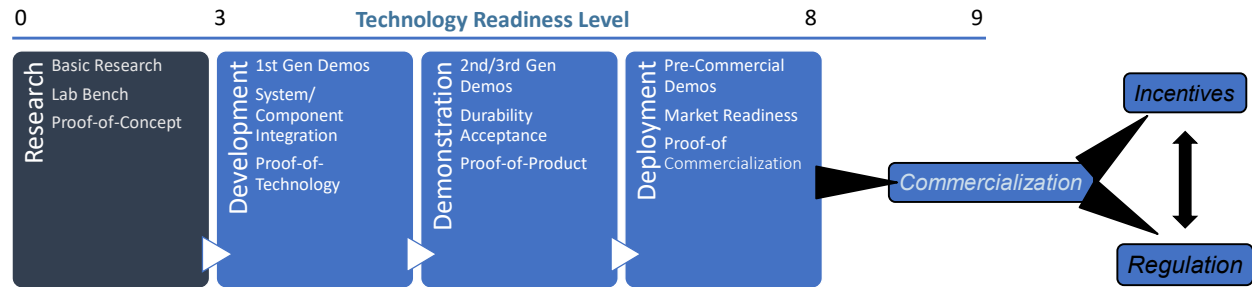 0 3 Technology Readiness Level 8 9
Research
Basic Research
Lab Bench
Proof-of-Concept
Development
1st Gen Demos
System/
Component
Integration
Proof-of-
Technology
Demonstration
2nd/3rd Gen
Demos
Durability
Acceptance
Proof-of-Product
Deployment
Pre-Commercial
Demos
Market Readiness
Proof-of
Commercialization
Commercialization
Incentives
Regulation